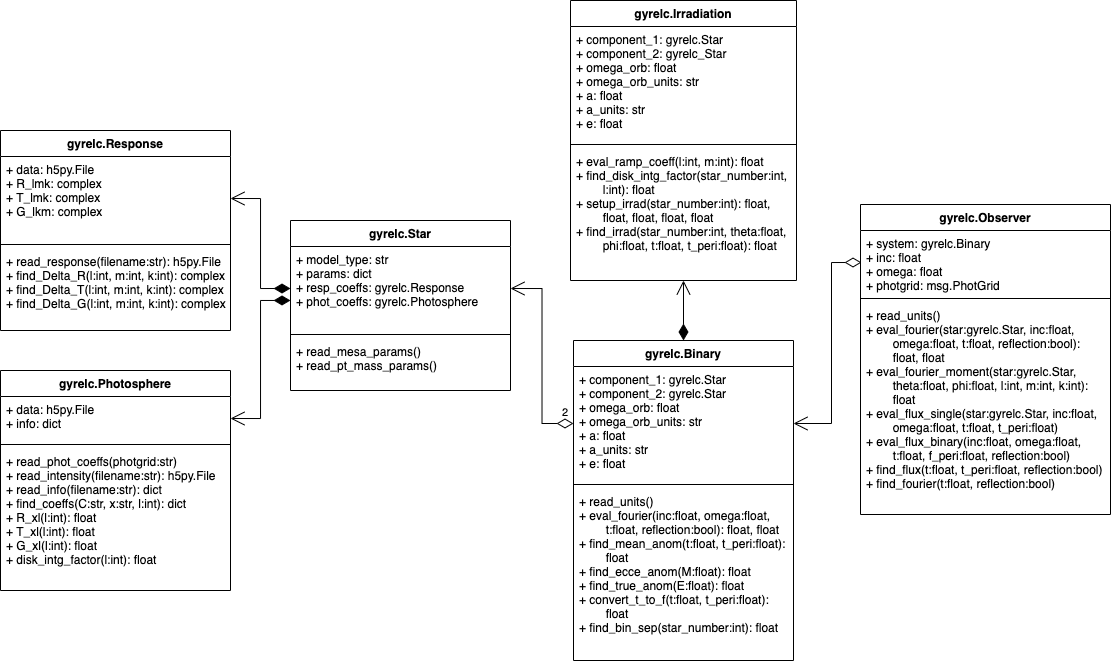 gyrelc.Irradiation
+ component_1: gyrelc.Star
+ component_2: gyrelc_Star
+ omega_orb: float
+ omega_orb_units: str
+ a: float
+ a_units: str
+ e: float
+ eval_ramp_coeff(l:int, m:int): float
+ find_disk_intg_factor(star_number:int,
l:int): float
+ setup_irrad(star_number:int): float,
float, float, float, float
+ find_irrad(star_number:int, theta:float,
phi:float, t:float, t_peri:float): float
gyrelc.Response
+ data: h5py.File
+ R_lmk: complex
+ T_lmk: complex
+ G_lkm: complex
+ read_response(filename:str): h5py.File
+ find_Delta_R(l:int, m:int, k:int): complex
+ find_Delta_T(l:int, m:int, k:int): complex
+ find_Delta_G(l:int, m:int, k:int): complex
gyrelc.Star
+ model_type: str
+ params: dict
+ resp_coeffs: gyrelc.Response
+ phot_coeffs: gyrelc.Photosphere
+ read_mesa_params()
+ read_pt_mass_params()
gyrelc.Observer
+ system: gyrelc.Binary
+ inc: float
+ omega: float
+ photgrid: msg.PhotGrid
+ read_units()
+ eval_fourier(star:gyrelc.Star, inc:float,
omega:float, t:float, reflection:bool):
float, float
+ eval_fourier_moment(star:gyrelc.Star,
theta:float, phi:float, l:int, m:int, k:int):
float
+ eval_flux_single(star:gyrelc.Star, inc:float,
omega:float, t:float, t_peri:float)
+ eval_flux_binary(inc:float, omega:float,
t:float, f_peri:float, reflection:bool)
+ find_flux(t:float, t_peri:float, reflection:bool)
+ find_fourier(t:float, reflection:bool)
gyrelc.Photosphere
+ data: h5py.File
+ info: dict
+ read_phot_coeffs(photgrid:str)
+ read_intensity(filename:str): h5py.File
+ read_info(filename:str): dict
+ find_coeffs(C:str, x:str, l:int): dict
+ R_xl(l:int): float
+ T_xl(l:int): float
+ G_xl(l:int): float
+ disk_intg_factor(l:int): float
2
gyrelc.Binary
+ component_1: gyrelc.Star
+ component_2: gyrelc.Star
+ omega_orb: float
+ omega_orb_units: str
+ a: float
+ a_units: str
+ e: float
+ read_units()
+ eval_fourier(inc:float, omega:float,
t:float, reflection:bool): float, float
+ find_mean_anom(t:float, t_peri:float):
float
+ find_ecce_anom(M:float): float
+ find_true_anom(E:float): float
+ convert_t_to_f(t:float, t_peri:float):
float
+ find_bin_sep(star_number:int): float